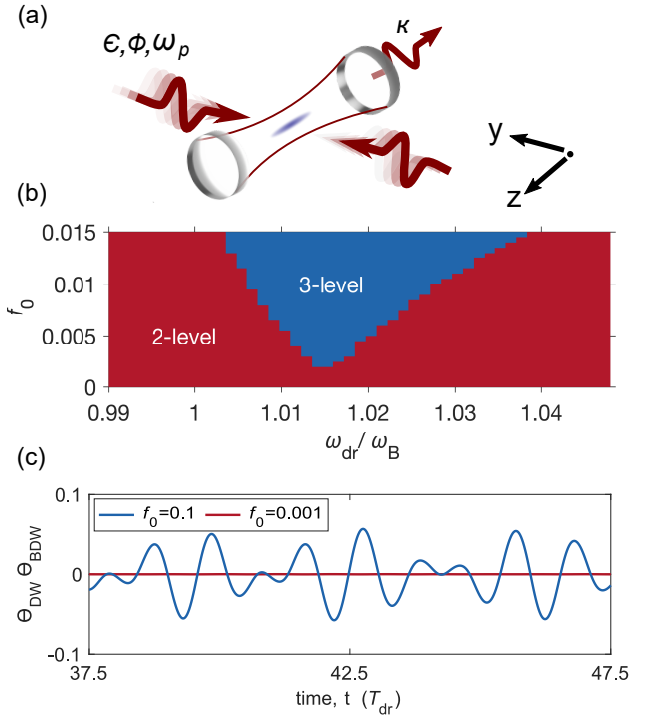 (a)
ϵ,ϕ,ω_p
κ
y
z
(b)
0.015
0.01
0.005
0
f_0
3-level
2-level
0.99
1
1.01
1.02
1.03
1.04
ω_dr / ω_B
(c)
0.1
0
-0.1
Θ_DW Θ_BDW
f_0=0.1
f_0=0.001
37.5
42.5
47.5
time, t (T_dr)